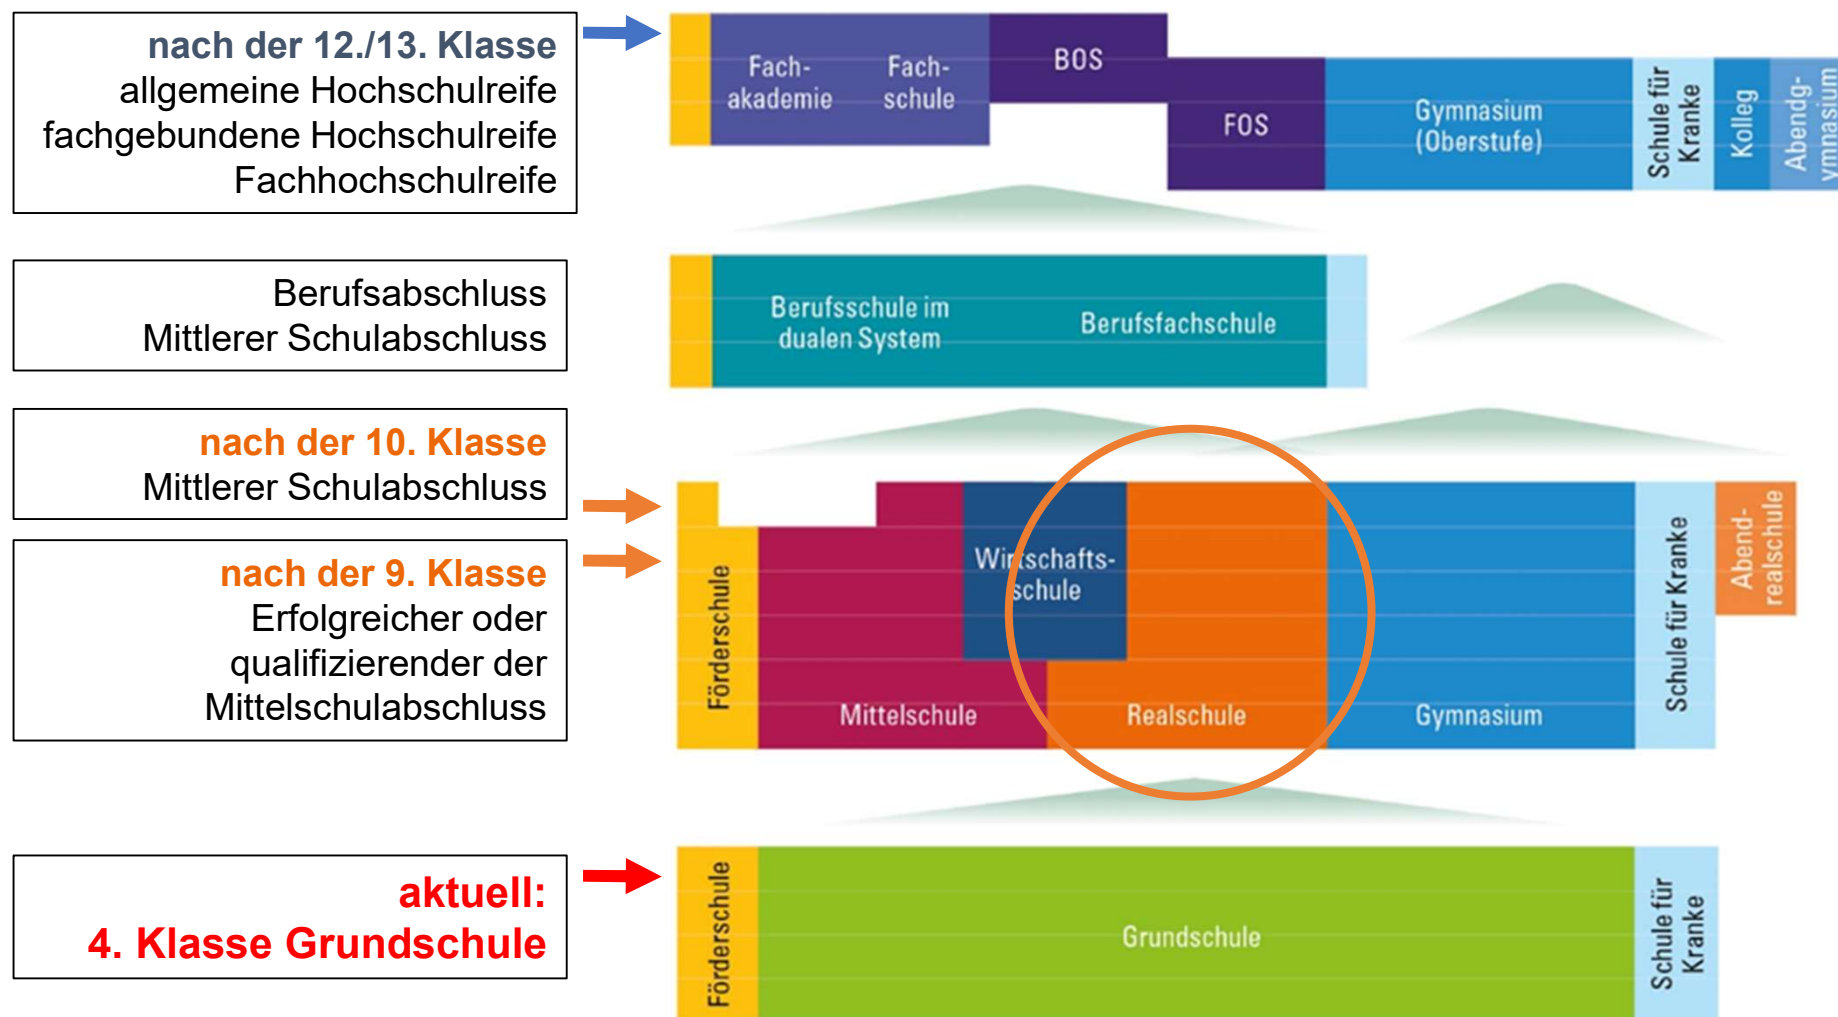 nach der 12./13. Klasse
allgemeine Hochschulreife
fachgebundene Hochschulreife
Fachhochschulreife
Fach-
akademie
Fach-
schule
BOS
FOS
Gymnasium
(Oberstufe)
Schule für
Kranke
Kolleg
Abendg-
ymnasium
Berufsabschluss
Mittlerer Schulabschluss
Berufsschule im
dualen System
Berufsfachschule
nach der 10. Klasse
Mittlerer Schulabschluss
nach der 9. Klasse
Erfolgreicher oder
qualifizierender der
Mittelschulabschluss
Förderschule
Mittelschule
Wirtschafts-
schule
Realschule
Gymnasium
Schule für Kranke
Abend-
realschule
aktuell:
4. Klasse Grundschule
Förderschule
Grundschule
Schule für
Kranke